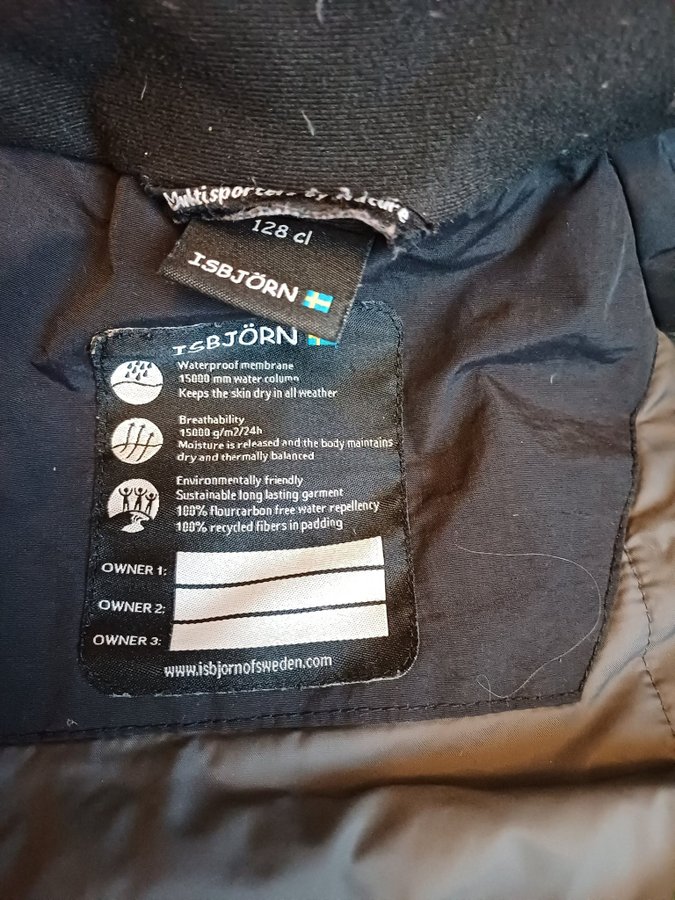 Multisporters by Nature
128 cl
ISBJÖRN
ISBJÖRN
Waterproof membrane
15000 mm water column
Keeps the skin dry in all weather
Breathability
15000 g/m2/24h
Moisture is released and the body maintains
dry and thermally balanced
Environmentally friendly
Sustainable long lasting garment
100% flourcarbon free water repellency
100% recycled fibers in padding
OWNER 1:
OWNER 2:
OWNER 3:
www.isbjornofsweden.com